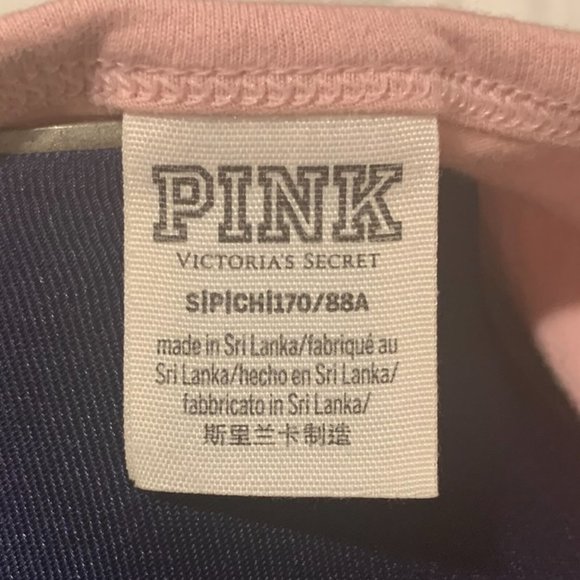 PINK
VICTORIA'S SECRET
S|P|CH|170/88A
made in Sri Lanka/fabriqué au
Sri Lanka/hecho en Sri Lanka/
fabbricato in Sri Lanka/
斯里兰卡制造